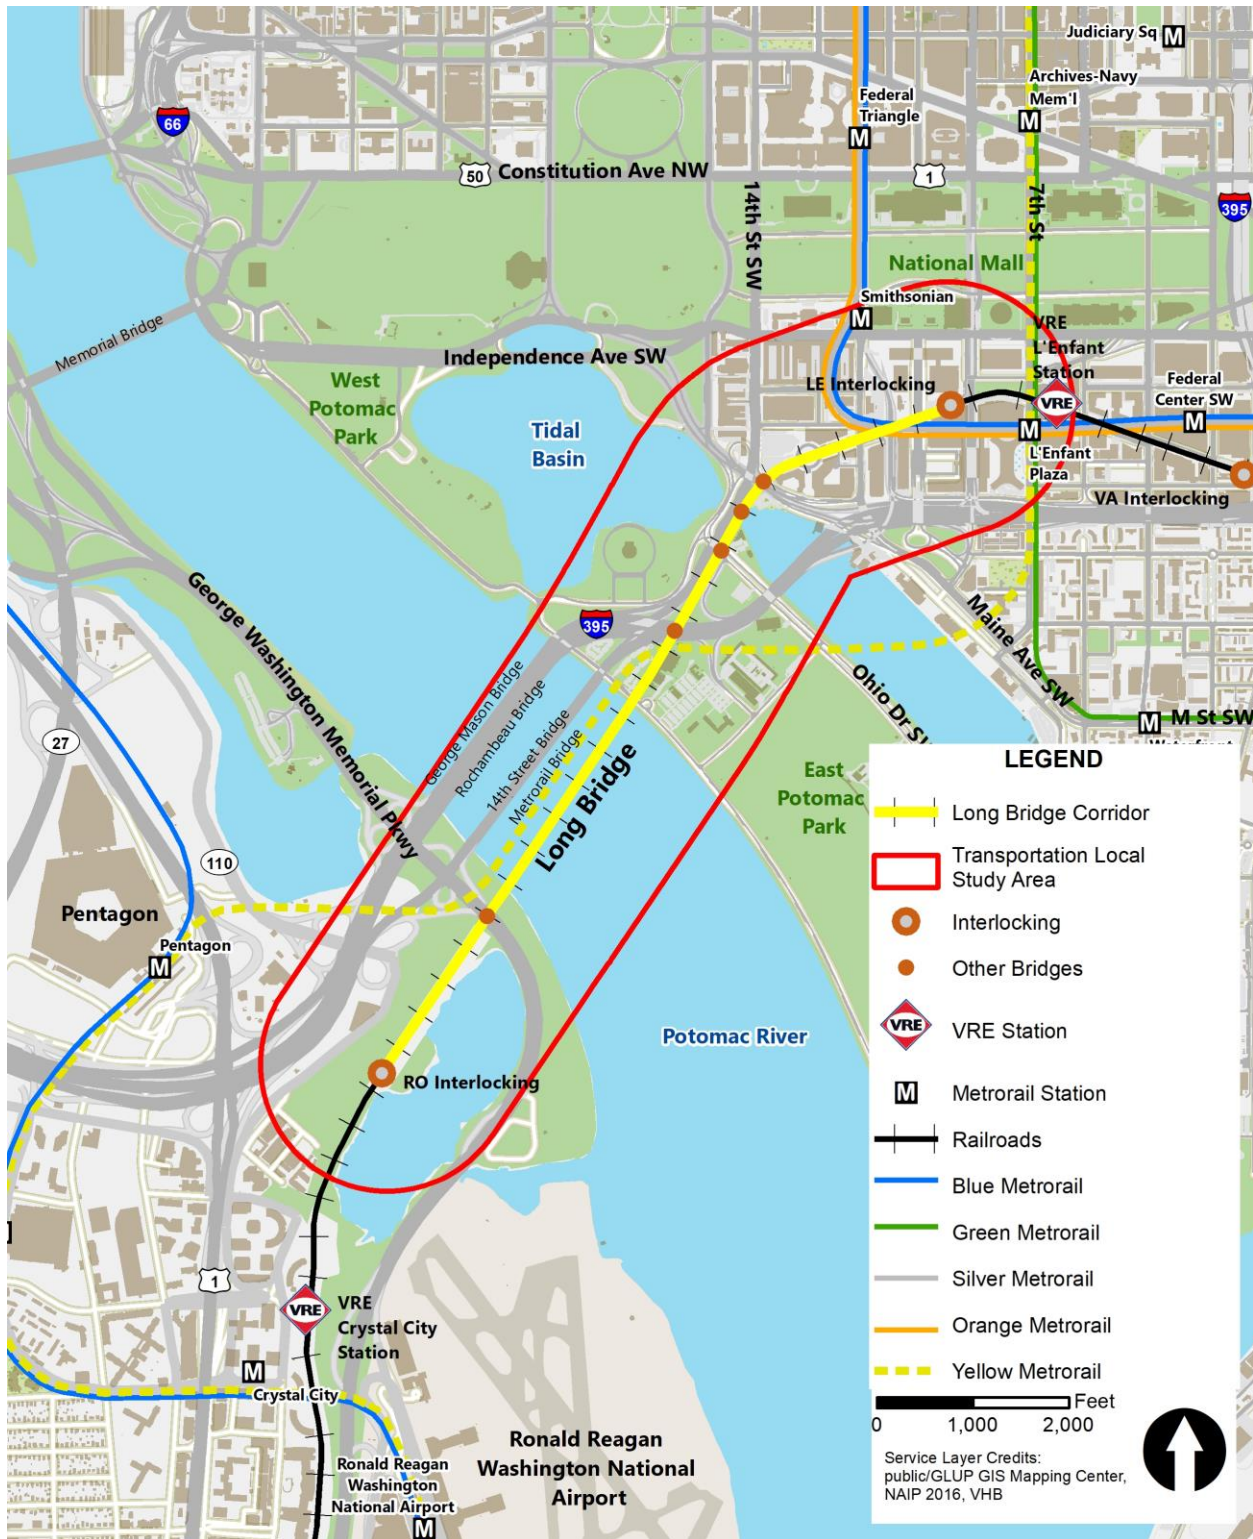 Judiciary Sq
M
Archives-Navy
Mem'l
M
Federal
Triangle
M
66
50
Constitution Ave NW
1
395
14th St SW
7th St
National Mall
Smithsonian
M
Memorial Bridge
Independence Ave SW
VRE
L'Enfant
Station
VRE
West
Potomac
Park
LE Interlocking
Federal
Center SW
M
Tidal
Basin
M
L'Enfant
Plaza
VA Interlocking
George Washington Memorial Pkwy
395
Maine Ave SW
Ohio Dr SW
George Mason Bridge
Rochambeau Bridge
14th Street Bridge
Metrorail Bridge
Long Bridge
M
M St SW
27
110
East
Potomac
Park
Pentagon
Pentagon
M
Potomac River
RO Interlocking
1
VRE
VRE
Crystal City
Station
M
Crystal City
Ronald Reagan
Washington
National Airport
M
Ronald Reagan
Washington National
Airport
LEGEND
Long Bridge Corridor
Transportation Local
Study Area
Interlocking
Other Bridges
VRE
VRE Station
M
Metrorail Station
Railroads
Blue Metrorail
Green Metrorail
Silver Metrorail
Orange Metrorail
Yellow Metrorail
Feet
0 1,000 2,000
Service Layer Credits:
public/GLUP GIS Mapping Center,
NAIP 2016, VHB